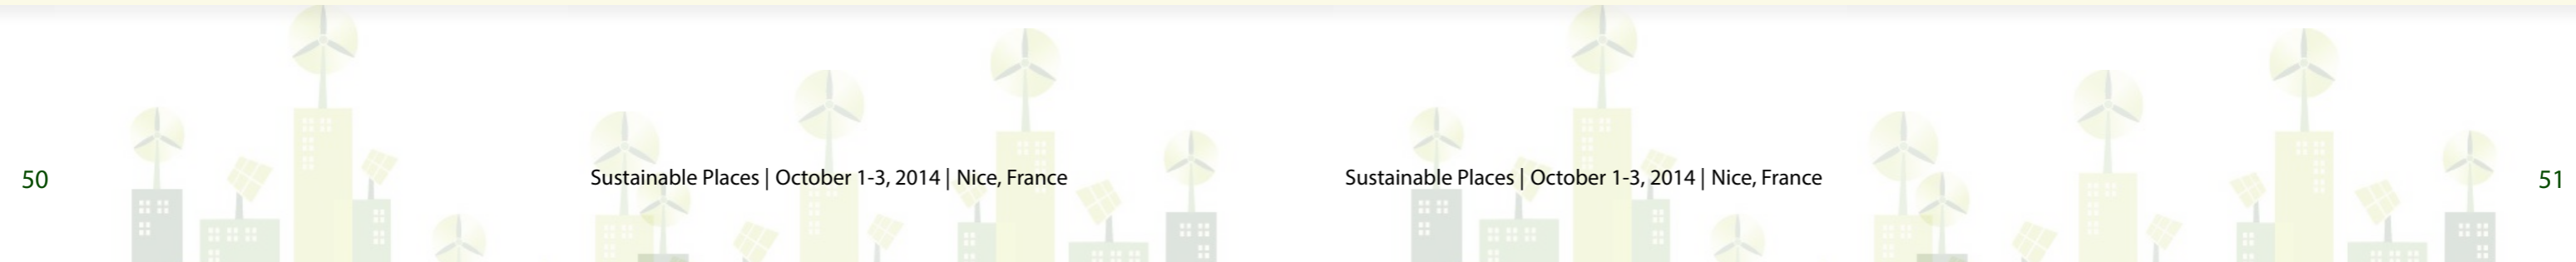 50
Sustainable Places | October 1-3, 2014 | Nice, France
Sustainable Places | October 1-3, 2014 | Nice, France
51